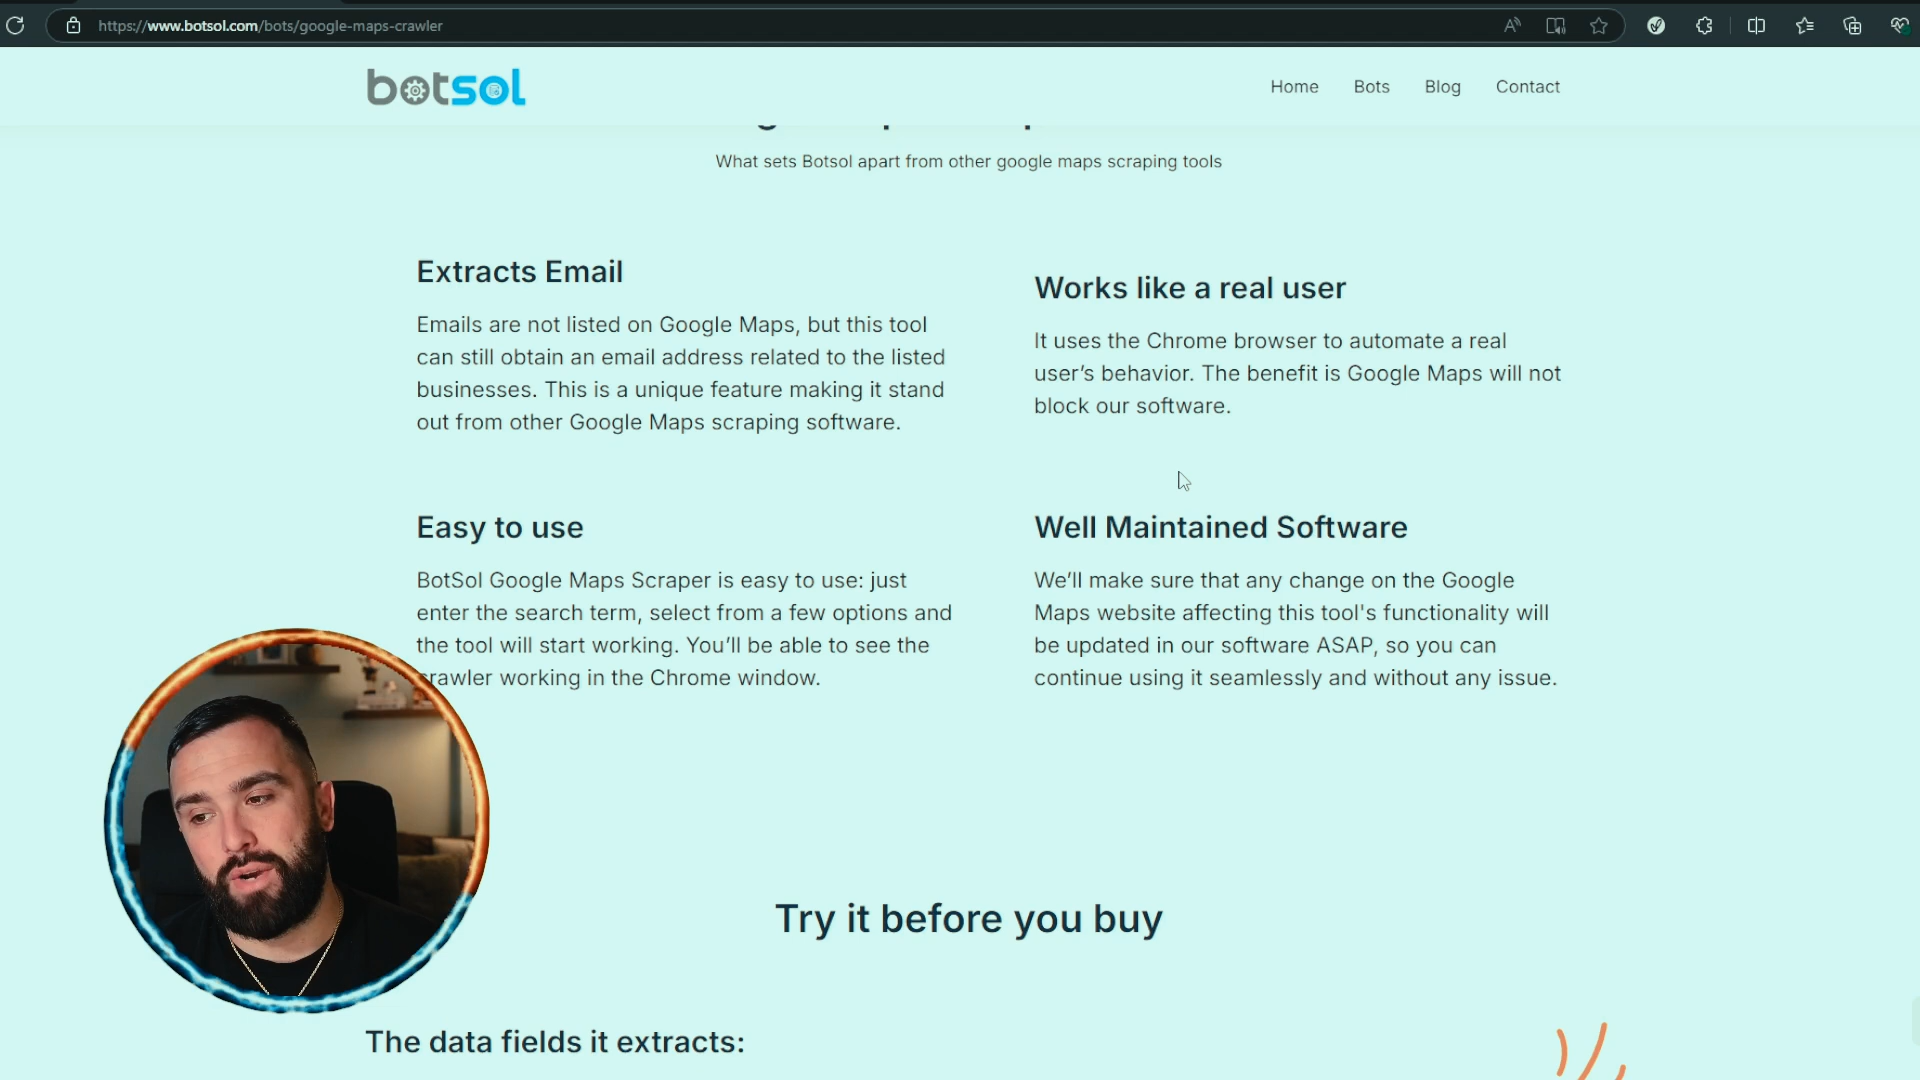 https://www.botsol.com/bots/google-maps-crawler
botsol
Home Bots Blog Contact
What sets Botsol apart from other google maps scraping tools
Extracts Email
Emails are not listed on Google Maps, but this tool
can still obtain an email address related to the listed
businesses. This is a unique feature making it stand
out from other Google Maps scraping software.
Works like a real user
It uses the Chrome browser to automate a real
user’s behavior. The benefit is Google Maps will not
block our software.
Easy to use
BotSol Google Maps Scraper is easy to use: just
enter the search term, select from a few options and
the tool will start working. You’ll be able to see the
crawler working in the Chrome window.
Well Maintained Software
We’ll make sure that any change on the Google
Maps website affecting this tool's functionality will
be updated in our software ASAP, so you can
continue using it seamlessly and without any issue.
Try it before you buy
The data fields it extracts: